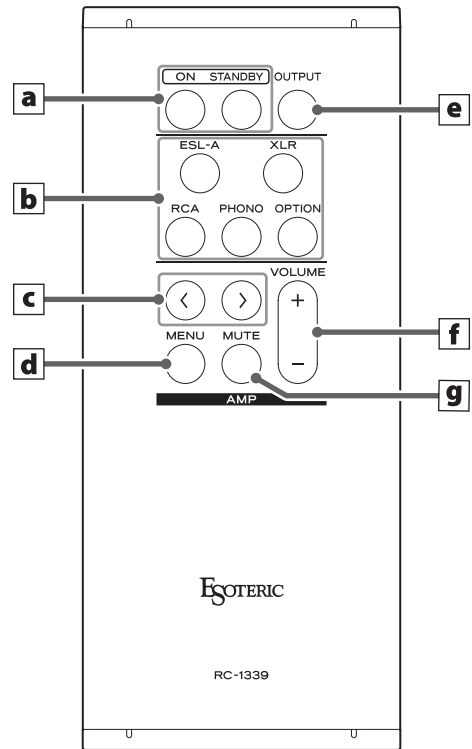 ON STANDBY OUTPUT
a
e
ESL-A XLR
b
RCA PHONO OPTION
VOLUME
c
‹ ›
+
f
MENU MUTE
d
−
g
AMP
ESOTERIC
RC-1339